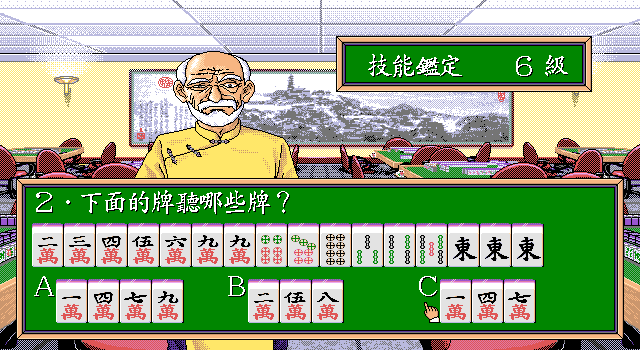 技能鑑定 6級
2．下面的牌聽哪些牌？
二萬 三萬 四萬 伍萬 六萬 九萬 九萬 東 東 東
A 一萬 四萬 七萬 九萬 B 二萬 伍萬 八萬 C 一萬 四萬 七萬